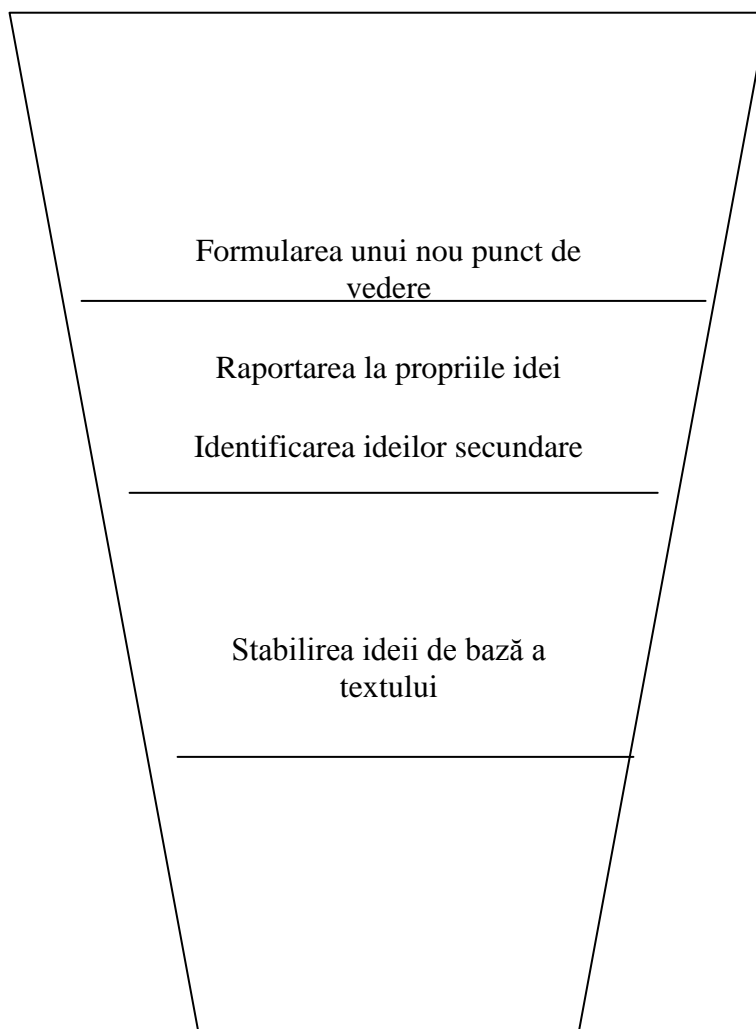 Formularea unui nou punct de
vedere
Raportarea la propriile idei
Identificarea ideilor secundare
Stabilirea ideii de bază a
textului